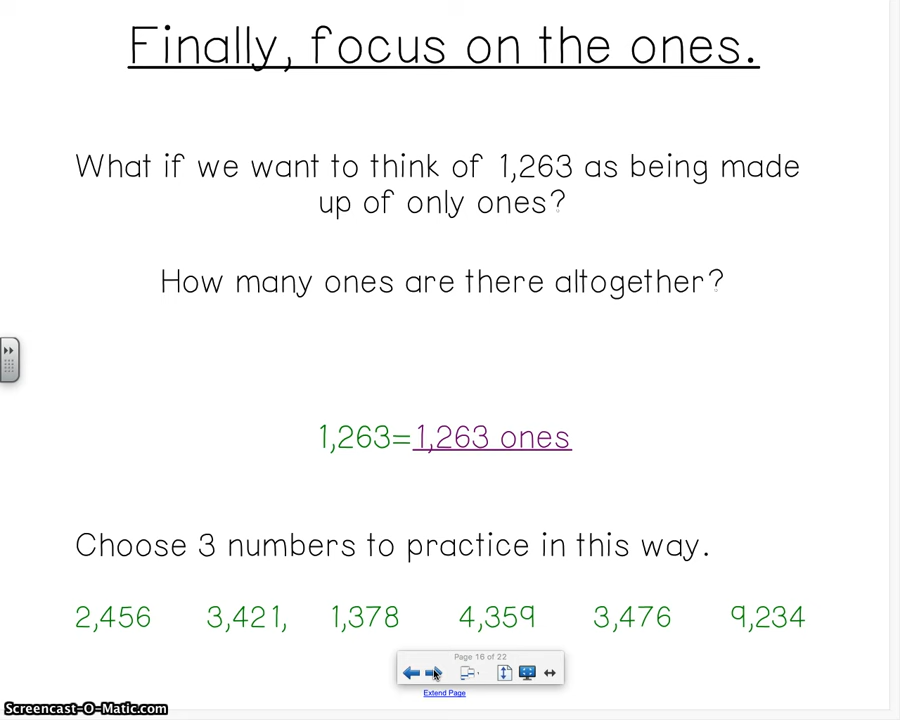 Finally, focus on the ones.
What if we want to think of 1,263 as being made
up of only ones?
How many ones are there altogether?
1,263=1,263 ones
Choose 3 numbers to practice in this way.
2,456 3,421, 1,378 4,359 3,476 9,234
Page 16 of 22
Extend Page
Screencast-O-Matic.com